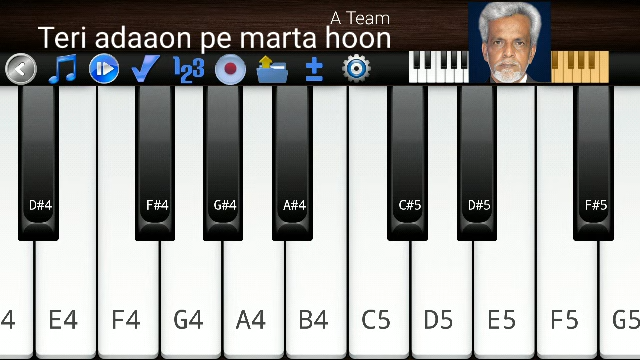 A Team
Teri adaaon pe marta hoon
123
D#4 F#4 G#4 A#4 C#5 D#5 F#5
4 E4 F4 G4 A4 B4 C5 D5 E5 F5 G5